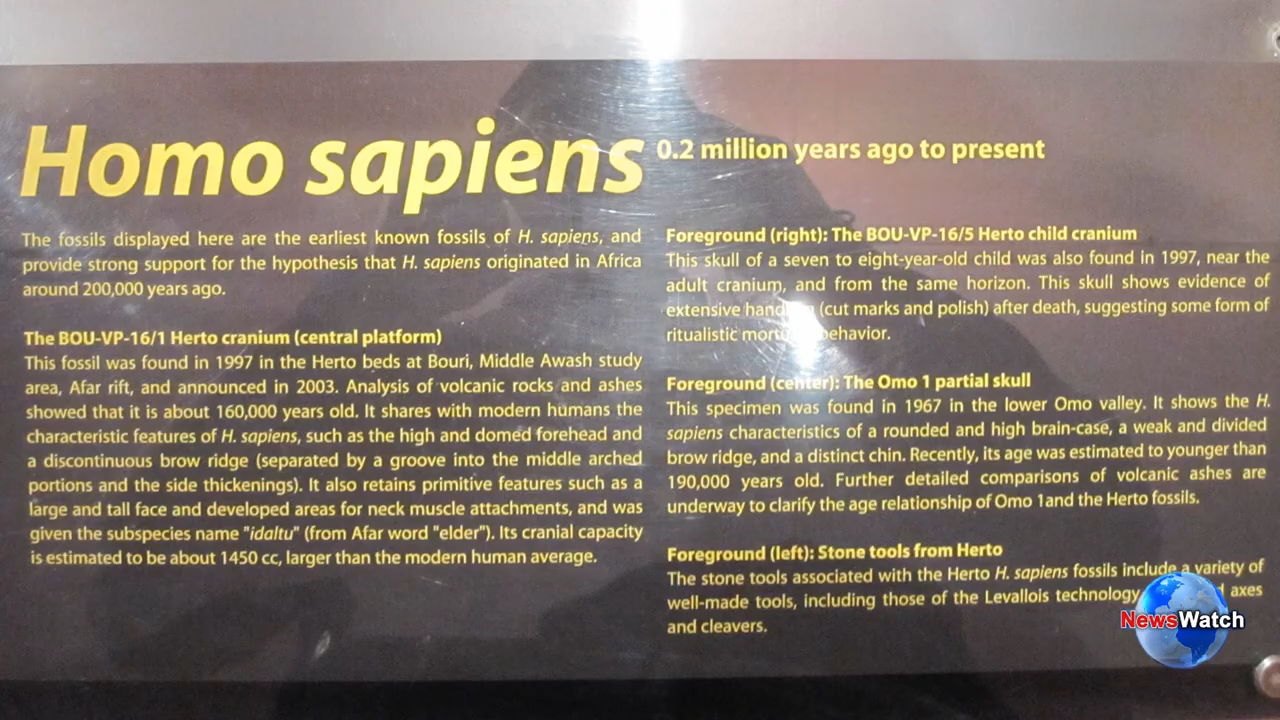 Homo sapiens 0.2 million years ago to present
The fossils displayed here are the earliest known fossils of H. sapiens, and
provide strong support for the hypothesis that H. sapiens originated in Africa
around 200,000 years ago.
The BOU-VP-16/1 Herto cranium (central platform)
This fossil was found in 1997 in the Herto beds at Bouri, Middle Awash study
area, Afar rift, and announced in 2003. Analysis of volcanic rocks and ashes
showed that it is about 160,000 years old. It shares with modern humans the
characteristic features of H. sapiens, such as the high and domed forehead and
a discontinuous brow ridge (separated by a groove into the middle arched
portions and the side thickenings). It also retains primitive features such as a
large and tall face and developed areas for neck muscle attachments, and was
given the subspecies name "idaltu" (from Afar word "elder"). Its cranial capacity
is estimated to be about 1450 cc, larger than the modern human average.
Foreground (right): The BOU-VP-16/5 Herto child cranium
This skull of a seven to eight-year-old child was also found in 1997, near the
adult cranium, and from the same horizon. This skull shows evidence of
extensive (cut marks and polish) after death, suggesting some form of
ritualistic behavior.
Foreground (center): The Omo 1 partial skull
This specimen was found in 1967 in the lower Omo valley. It shows the H.
sapiens characteristics of a rounded and high brain-case, a weak and divided
brow ridge, and a distinct chin. Recently, its age was estimated to younger than
190,000 years old. Further detailed comparisons of volcanic ashes are
underway to clarify the age relationship of Omo 1and the Herto fossils.
Foreground (left): Stone tools from Herto
The stone tools associated with the Herto H. sapiens fossils include a variety of
well-made tools, including those of the Levallois technology axes
and cleavers.
NewsWatch